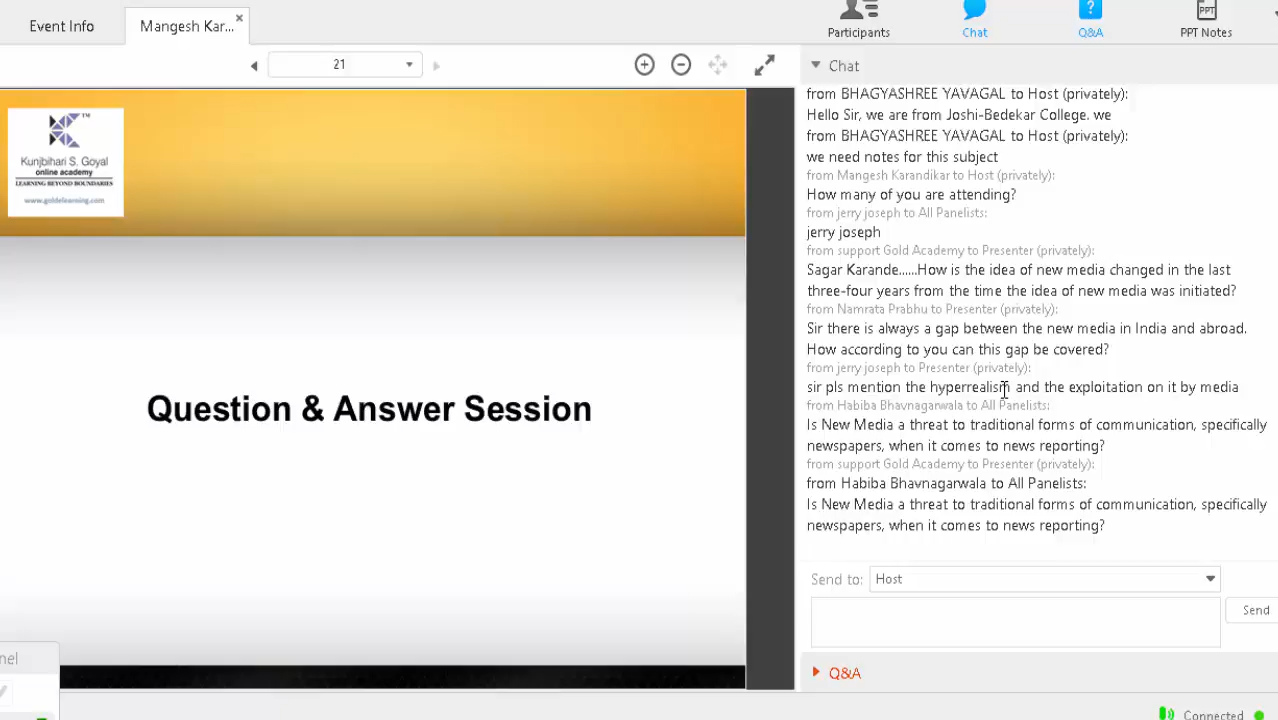 Event Info
Mangesh Kar...
×
Participants
Chat
?
Q&A
PPT
PPT Notes
21
TM
Kunjbihari S. Goyal
online academy
LEARNING BEYOND BOUNDARIES
www.goldelearning.com
Question & Answer Session
Chat
from BHAGYASHREE YAVAGAL to Host (privately):
Hello Sir, we are from Joshi-Bedekar College. we
from BHAGYASHREE YAVAGAL to Host (privately):
we need notes for this subject
from Mangesh Karandikar to Host (privately):
How many of you are attending?
from jerry joseph to All Panelists:
jerry joseph
from support Gold Academy to Presenter (privately):
Sagar Karande......How is the idea of new media changed in the last
three-four years from the time the idea of new media was initiated?
from Namrata Prabhu to Presenter (privately):
Sir there is always a gap between the new media in India and abroad.
How according to you can this gap be covered?
from jerry joseph to Presenter (privately):
sir pls mention the hyperrealism and the exploitation on it by media
from Habiba Bhavnagarwala to All Panelists:
Is New Media a threat to traditional forms of communication, specifically
newspapers, when it comes to news reporting?
from support Gold Academy to Presenter (privately):
from Habiba Bhavnagarwala to All Panelists:
Is New Media a threat to traditional forms of communication, specifically
newspapers, when it comes to news reporting?
Send to:
Host
Send
Q&A
nel
Connected